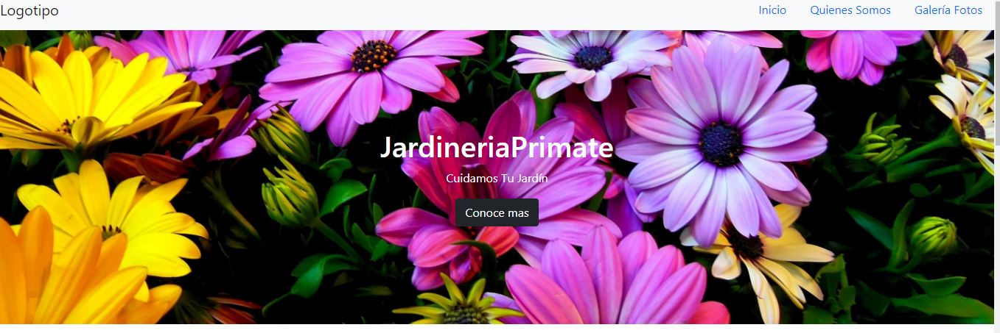 Logotipo Inicio Quienes Somos Galería Fotos
JardineriaPrimate
Cuidamos Tu Jardín
Conoce mas